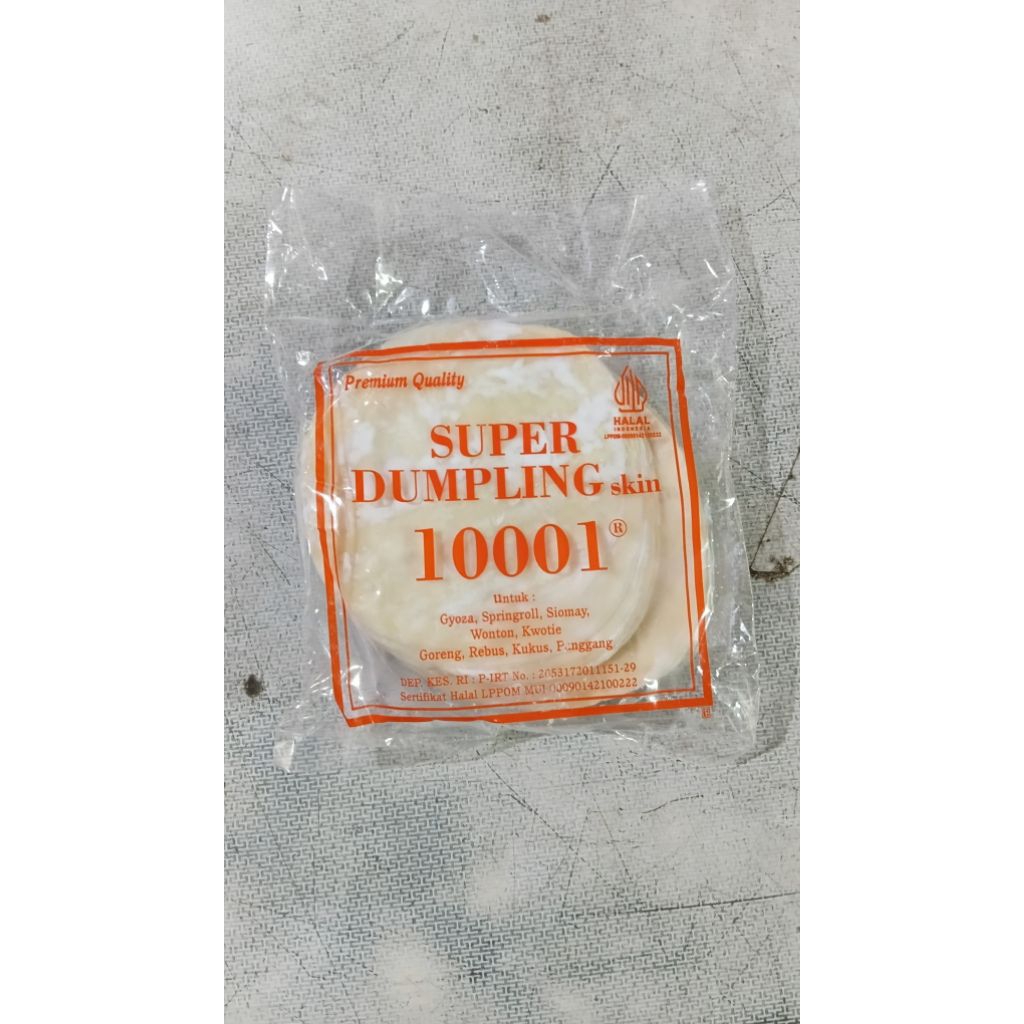 Premium Quality
HALAL
INDONESIA
SUPER
DUMPLING skin
10001®
Untuk :
Gyoza, Springroll, Siomay,
Wonton, Kwotie
Goreng, Rebus, Kukus, Panggang
DEP. KES. RI : P-IRT No. : 2053172011151-29
Sertifikat Halal LPPOM MUI 00090142100222